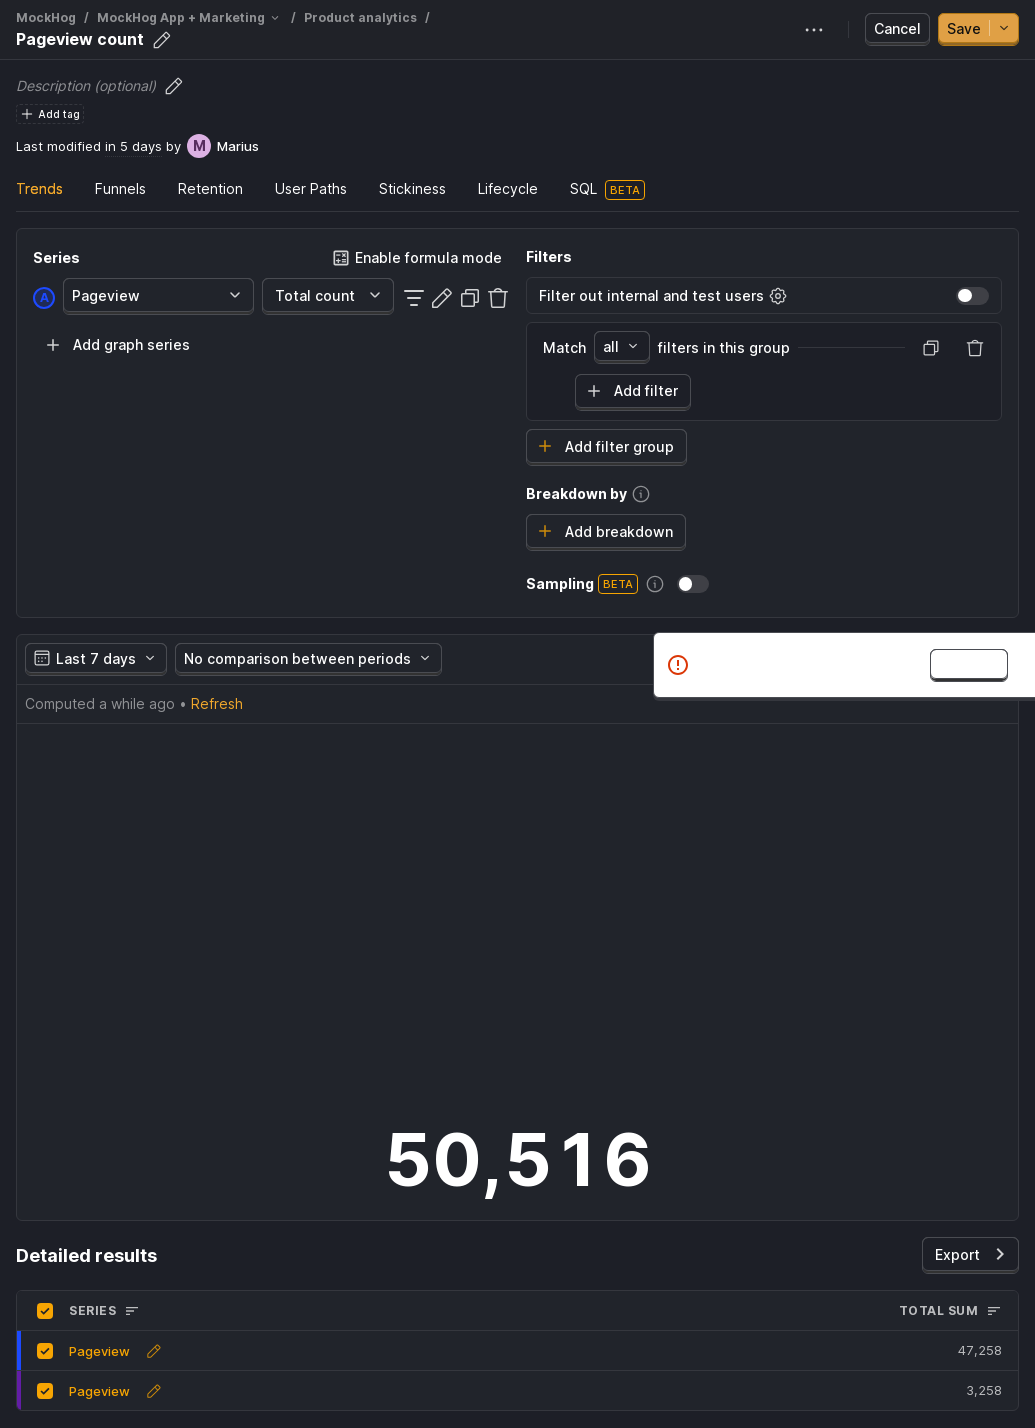 MockHog / MockHog App + Marketing / Product analytics /
Pageview count
Cancel
Save
Description (optional)
Add tag
Last modified in 5 days by M Marius
Trends Funnels Retention User Paths Stickiness Lifecycle SQL BETA
Series
Enable formula mode
A Pageview Total count
Add graph series
Filters
Filter out internal and test users
Match all filters in this group
Add filter
Add filter group
Breakdown by
Add breakdown
Sampling BETA
Last 7 days
No comparison between periods
Computed a while ago • Refresh
50,516
Detailed results
Export
SERIES TOTAL SUM
Pageview 47,258
Pageview 3,258